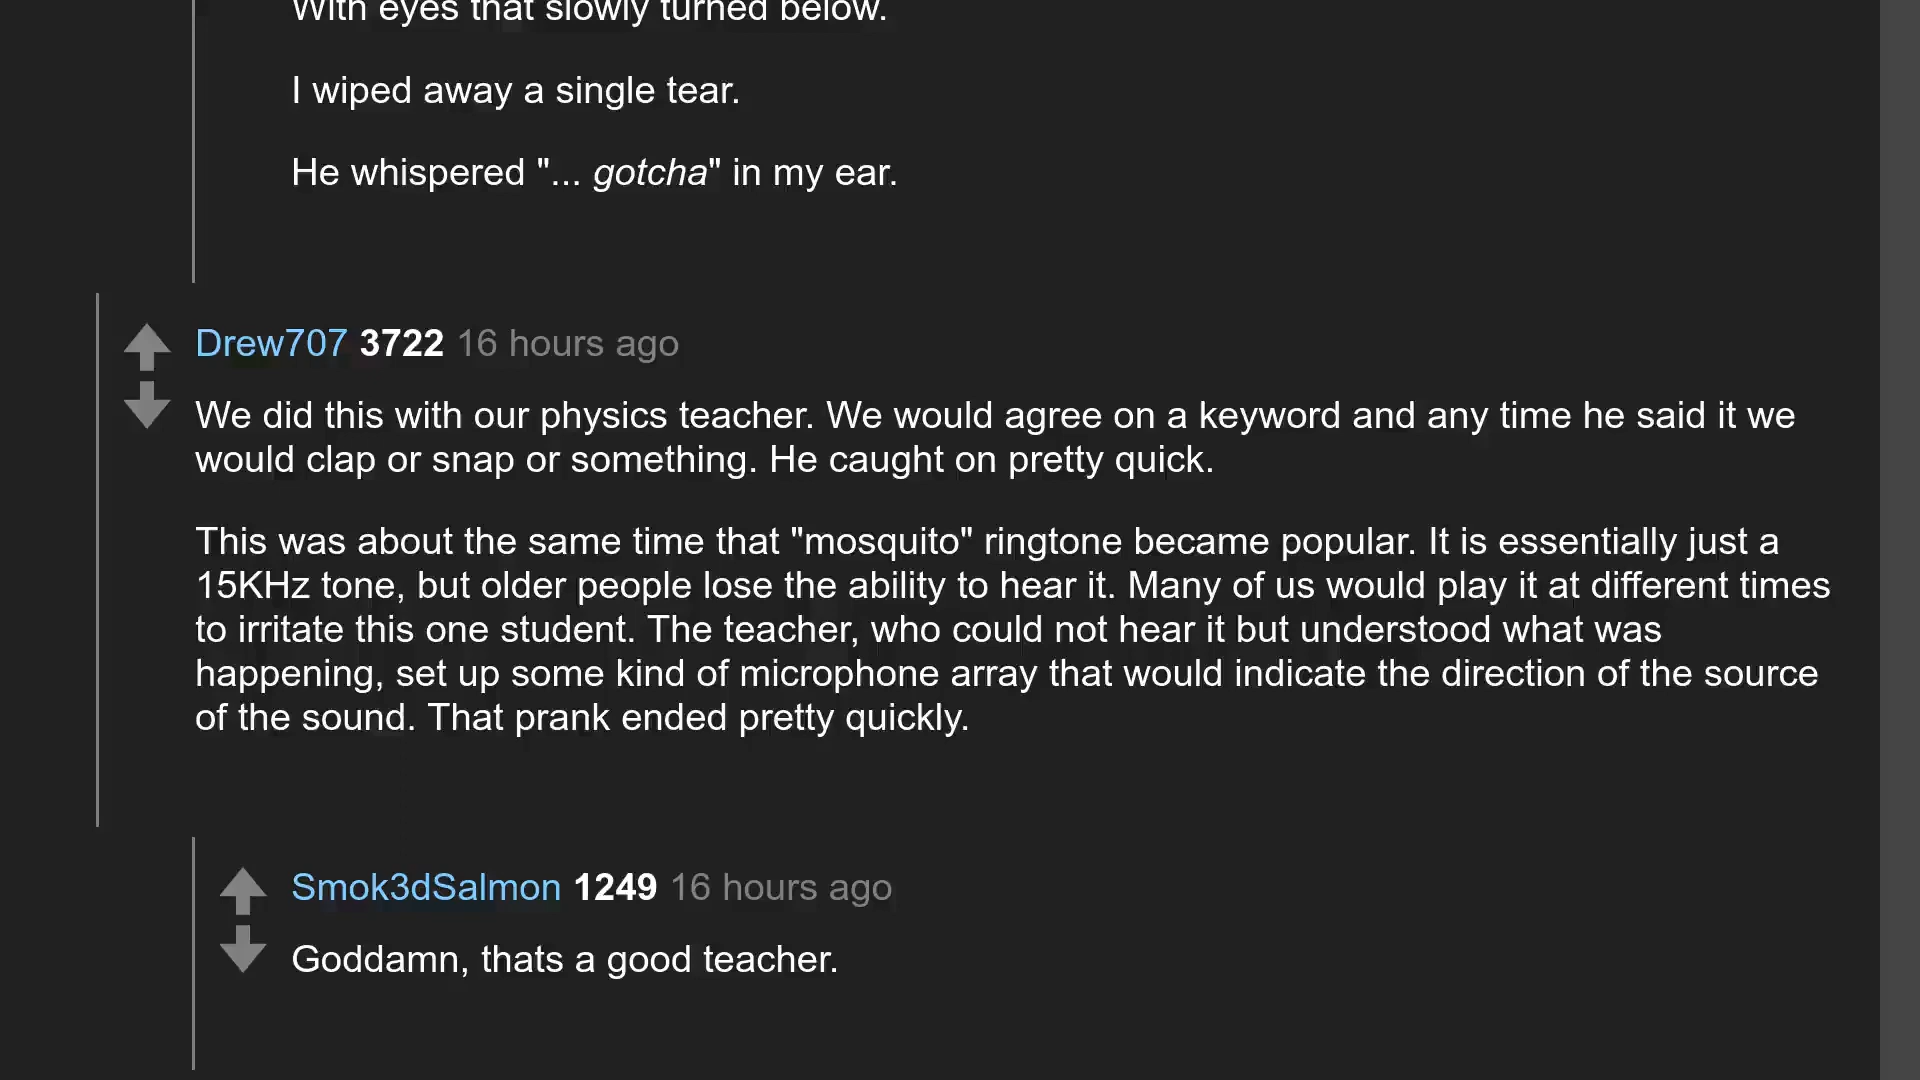 With eyes that slowly turned below.
I wiped away a single tear.
He whispered "... gotcha" in my ear.
Drew707 3722 16 hours ago
We did this with our physics teacher. We would agree on a keyword and any time he said it we
would clap or snap or something. He caught on pretty quick.
This was about the same time that "mosquito" ringtone became popular. It is essentially just a
15KHz tone, but older people lose the ability to hear it. Many of us would play it at different times
to irritate this one student. The teacher, who could not hear it but understood what was
happening, set up some kind of microphone array that would indicate the direction of the source
of the sound. That prank ended pretty quickly.
Smok3dSalmon 1249 16 hours ago
Goddamn, thats a good teacher.